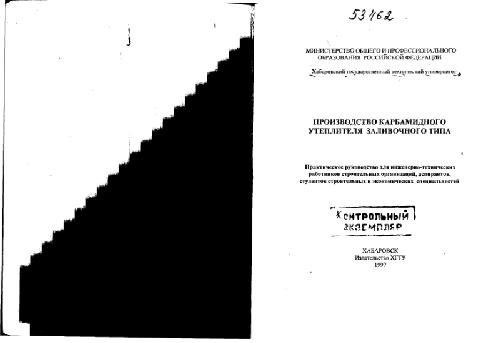 53462
МИНИСТЕРСТВО ОБЩЕГО И ПРОФЕССИОНАЛЬНОГО
ОБРАЗОВАНИЯ РОССИЙСКОЙ ФЕДЕРАЦИИ
Хабаровский государственный технический университет
ПРОИЗВОДСТВО КАРБАМИДНОГО
УТЕПЛИТЕЛЯ ЗАЛИВОЧНОГО ТИПА
Практическое руководство для инженерно-технических
работников строительных организаций, аспирантов,
студентов строительных и экономических специальностей
КОНТРОЛЬНЫЙ
ЭКЗЕМПЛЯР
ХАБАРОВСК
Издательство ХГТУ
1997